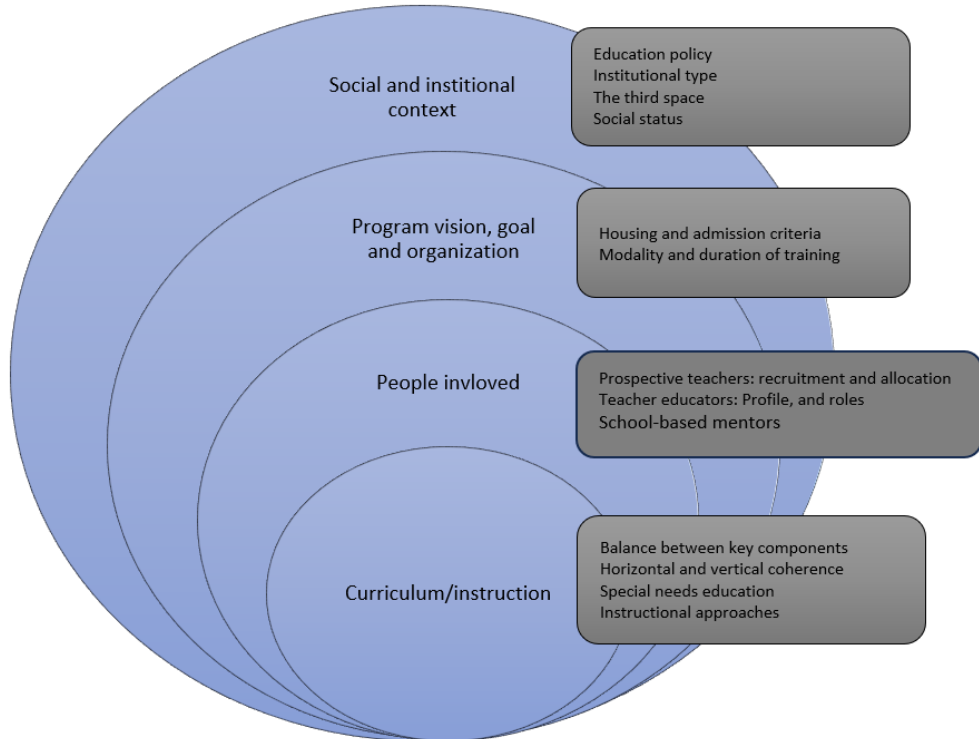 Social and institional
context
Education policy
Institutional type
The third space
Social status
Program vision, goal
and organization
Housing and admission criteria
Modality and duration of training
People invloved
Prospective teachers: recruitment and allocation
Teacher educators: Profile, and roles
School-based mentors
Curriculum/instruction
Balance between key components
Horizontal and vertical coherence
Special needs education
Instructional approaches